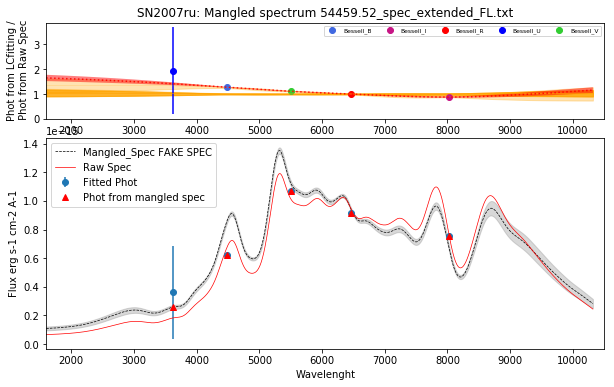 SN2007ru: Mangled spectrum 54459.52_spec_extended_FL.txt
Phot from LCfitting /
Phot from Raw Spec
3
2
1
0
Bessell_B
Bessell_I
Bessell_R
Bessell_U
Bessell_V
2000
3000
4000
5000
6000
7000
8000
9000
10000
1e−15
Flux erg s-1 cm-2 A-1
1.4
1.2
1.0
0.8
0.6
0.4
0.2
0.0
Mangled_Spec FAKE SPEC
Raw Spec
Fitted Phot
Phot from mangled spec
2000
3000
4000
5000
6000
7000
8000
9000
10000
Wavelenght